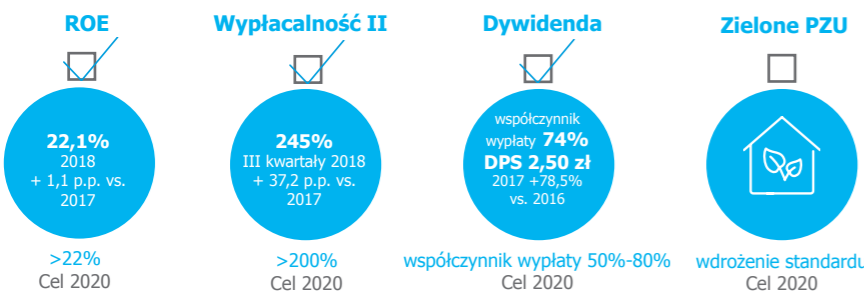 ROE
22,1%
2018
+ 1,1 p.p. vs.
2017
>22%
Cel 2020
Wypłacalność II
245%
III kwartały 2018
+ 37,2 p.p. vs.
2017
>200%
Cel 2020
Dywidenda
współczynnik
wypłaty 74%
DPS 2,50 zł
2017 +78,5%
vs. 2016
współczynnik wypłaty 50%-80%
Cel 2020
Zielone PZU
wdrożenie standardu
Cel 2020